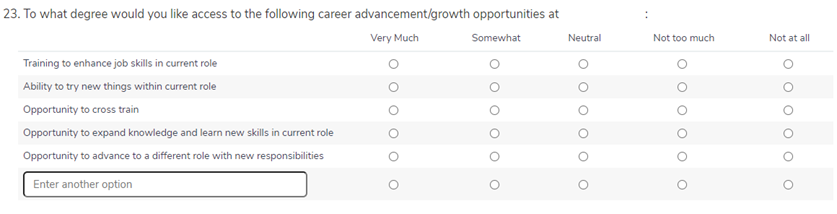 23. To what degree would you like access to the following career advancement/growth opportunities at :
Very Much Somewhat Neutral Not too much Not at all
Training to enhance job skills in current role
Ability to try new things within current role
Opportunity to cross train
Opportunity to expand knowledge and learn new skills in current role
Opportunity to advance to a different role with new responsibilities
Enter another option